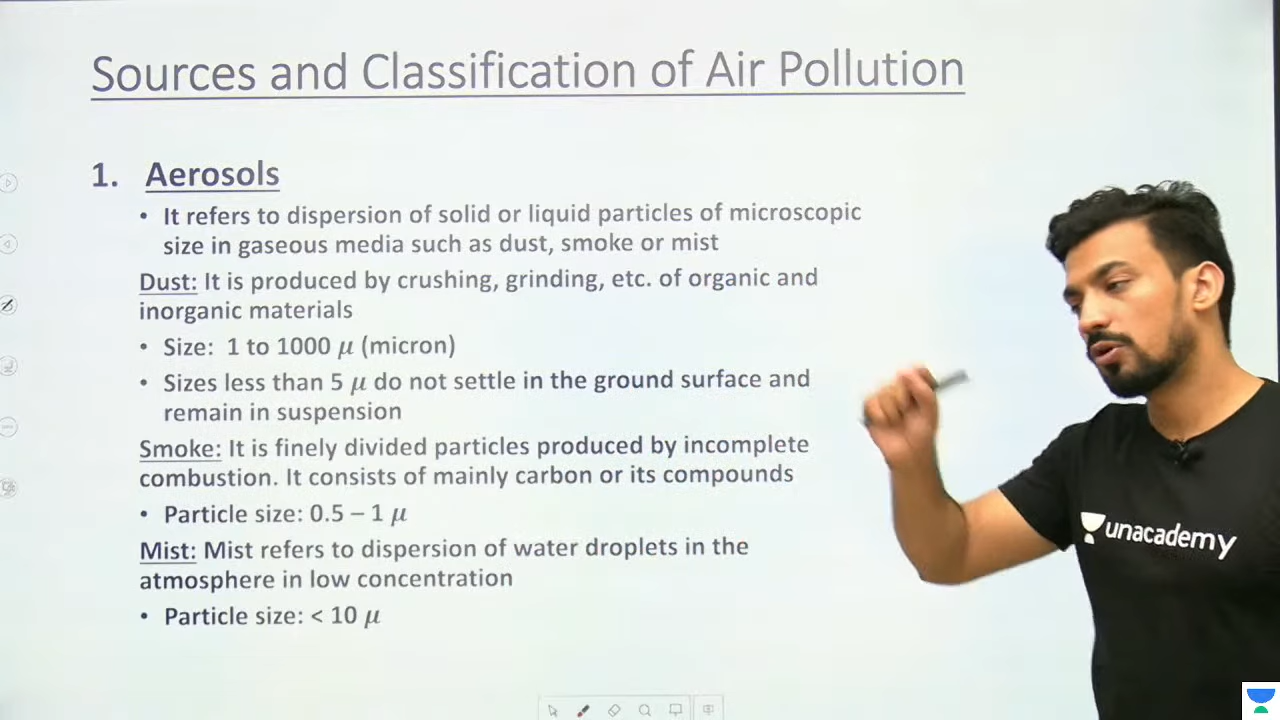 Sources and Classification of Air Pollution
1. Aerosols
• It refers to dispersion of solid or liquid particles of microscopic
size in gaseous media such as dust, smoke or mist
Dust: It is produced by crushing, grinding, etc. of organic and
inorganic materials
• Size: 1 to 1000 μ (micron)
• Sizes less than 5 μ do not settle in the ground surface and
remain in suspension
Smoke: It is finely divided particles produced by incomplete
combustion. It consists of mainly carbon or its compounds
• Particle size: 0.5 – 1 μ
Mist: Mist refers to dispersion of water droplets in the
atmosphere in low concentration
• Particle size: < 10 μ
unacademy